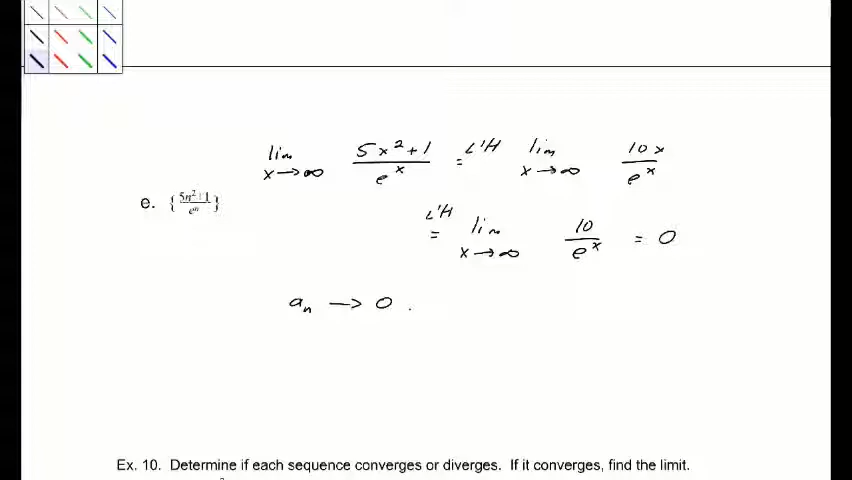 lim x→∞ (5x²+1)/(eˣ) = L'H lim x→∞ (10x)/(eˣ)
e. {(5n²+1)/(eⁿ)}
L'H = lim x→∞ 10/(eˣ) = 0
aₙ → 0.
Ex. 10. Determine if each sequence converges or diverges. If it converges, find the limit.